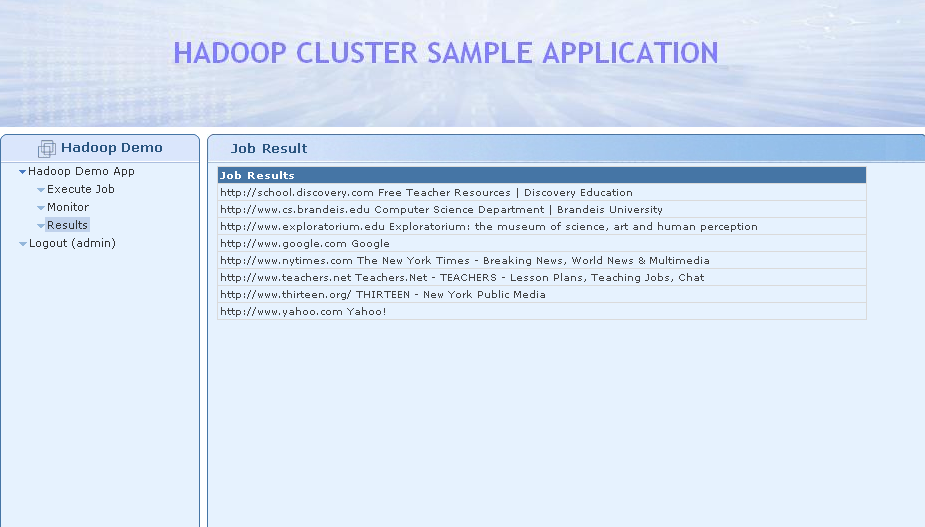 HADOOP CLUSTER SAMPLE APPLICATION
Hadoop Demo
Hadoop Demo App
Execute Job
Monitor
Results
Logout (admin)
Job Result
Job Results
http://school.discovery.com Free Teacher Resources | Discovery Education
http://www.cs.brandeis.edu Computer Science Department | Brandeis University
http://www.exploratorium.edu Exploratorium: the museum of science, art and human perception
http://www.google.com Google
http://www.nytimes.com The New York Times - Breaking News, World News & Multimedia
http://www.teachers.net Teachers.Net - TEACHERS - Lesson Plans, Teaching Jobs, Chat
http://www.thirteen.org/ THIRTEEN - New York Public Media
http://www.yahoo.com Yahoo!